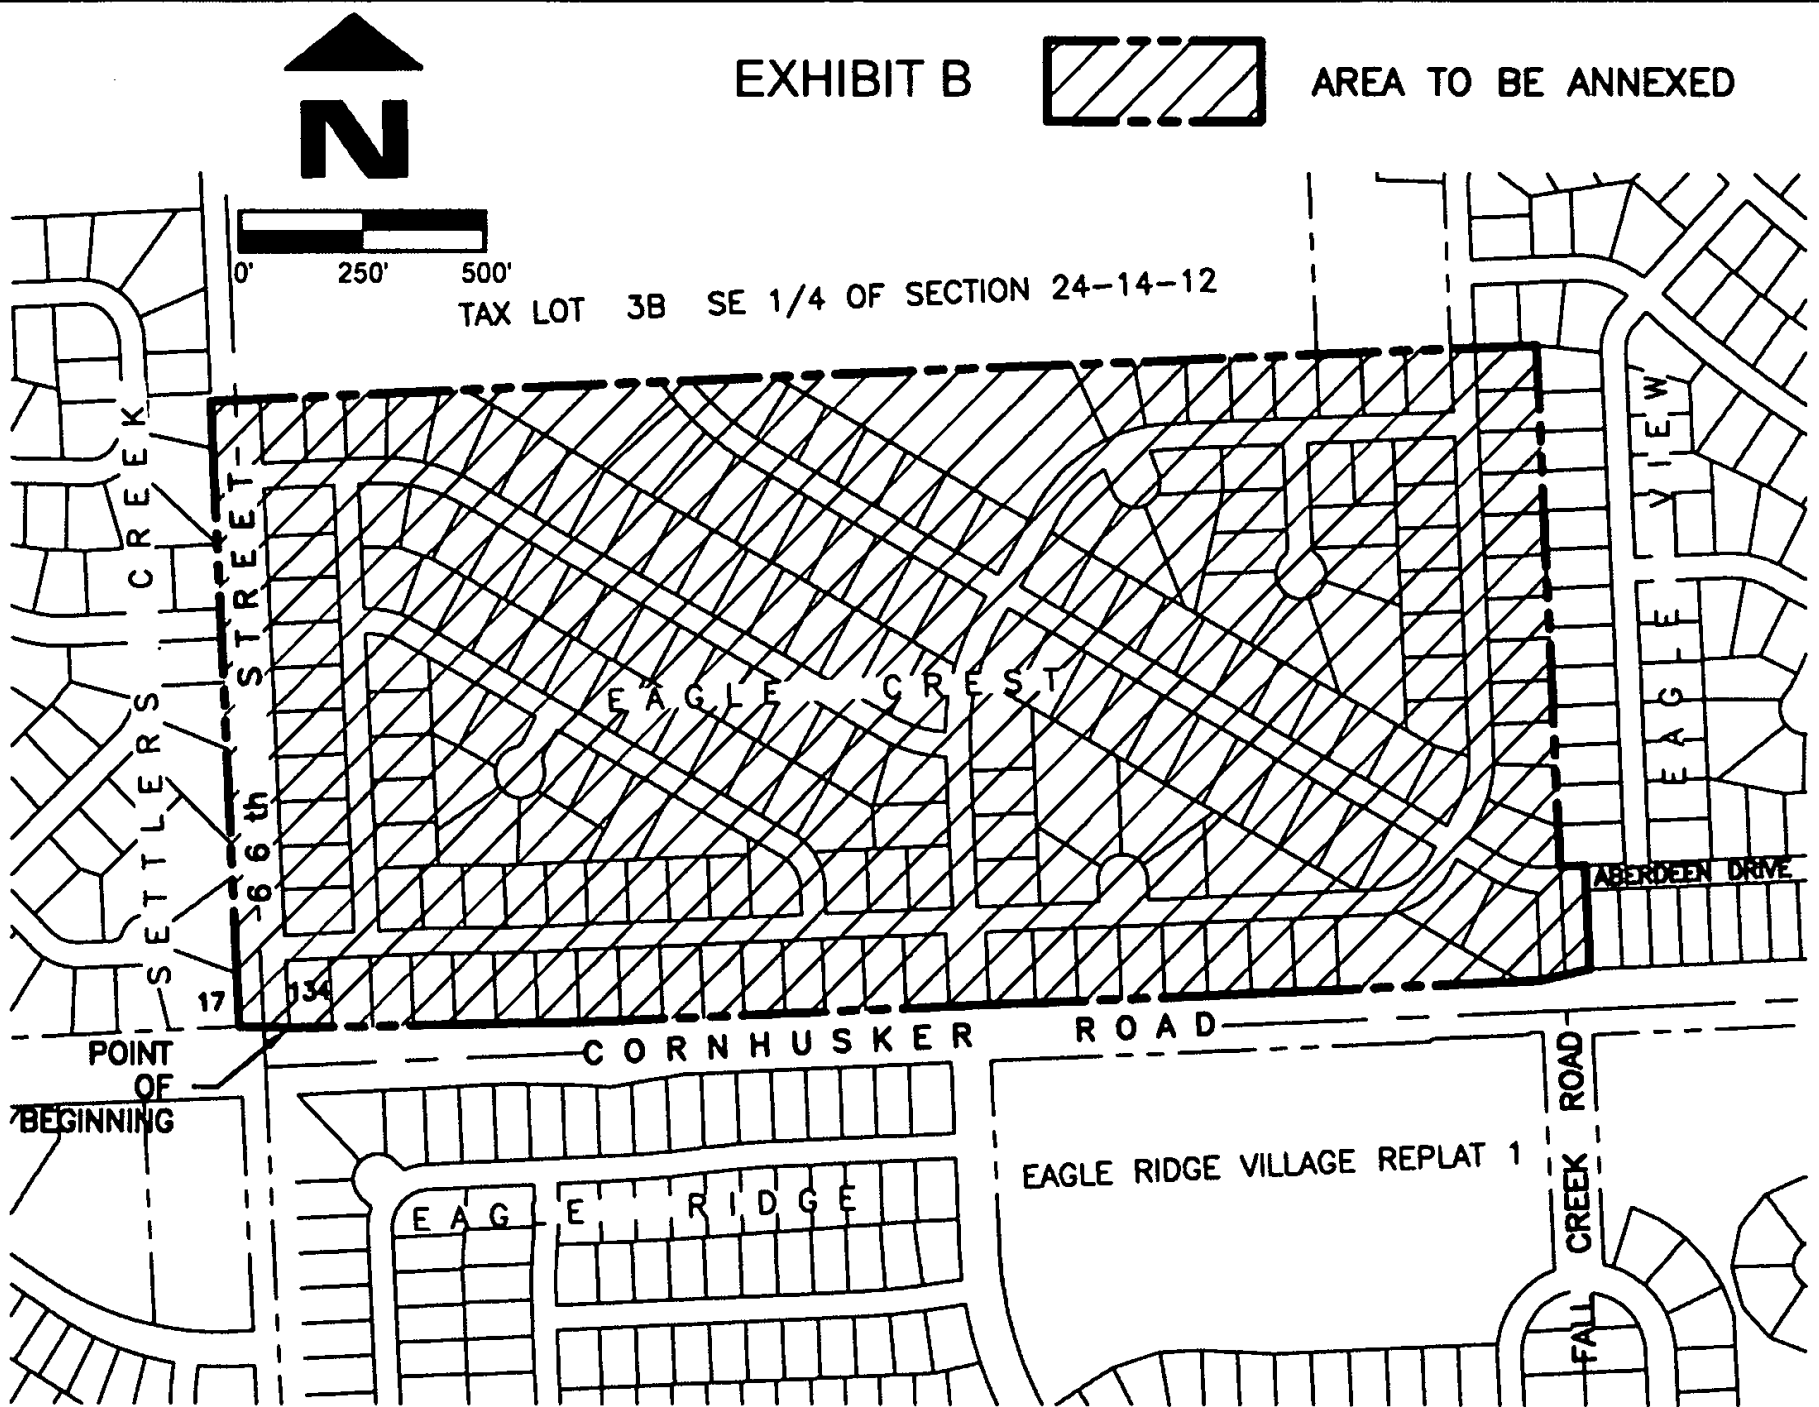 EXHIBIT B
AREA TO BE ANNEXED
N
0' 250' 500'
TAX LOT 3B SE 1/4 OF SECTION 24-14-12
SETTLERS CREEK
66th STREET
EAGLE CREST
EAGLE VIEW
ABERDEEN DRIVE
17
134
POINT
OF
BEGINNING
CORNHUSKER ROAD
EAGLE RIDGE
EAGLE RIDGE VILLAGE REPLAT 1
FALL CREEK ROAD